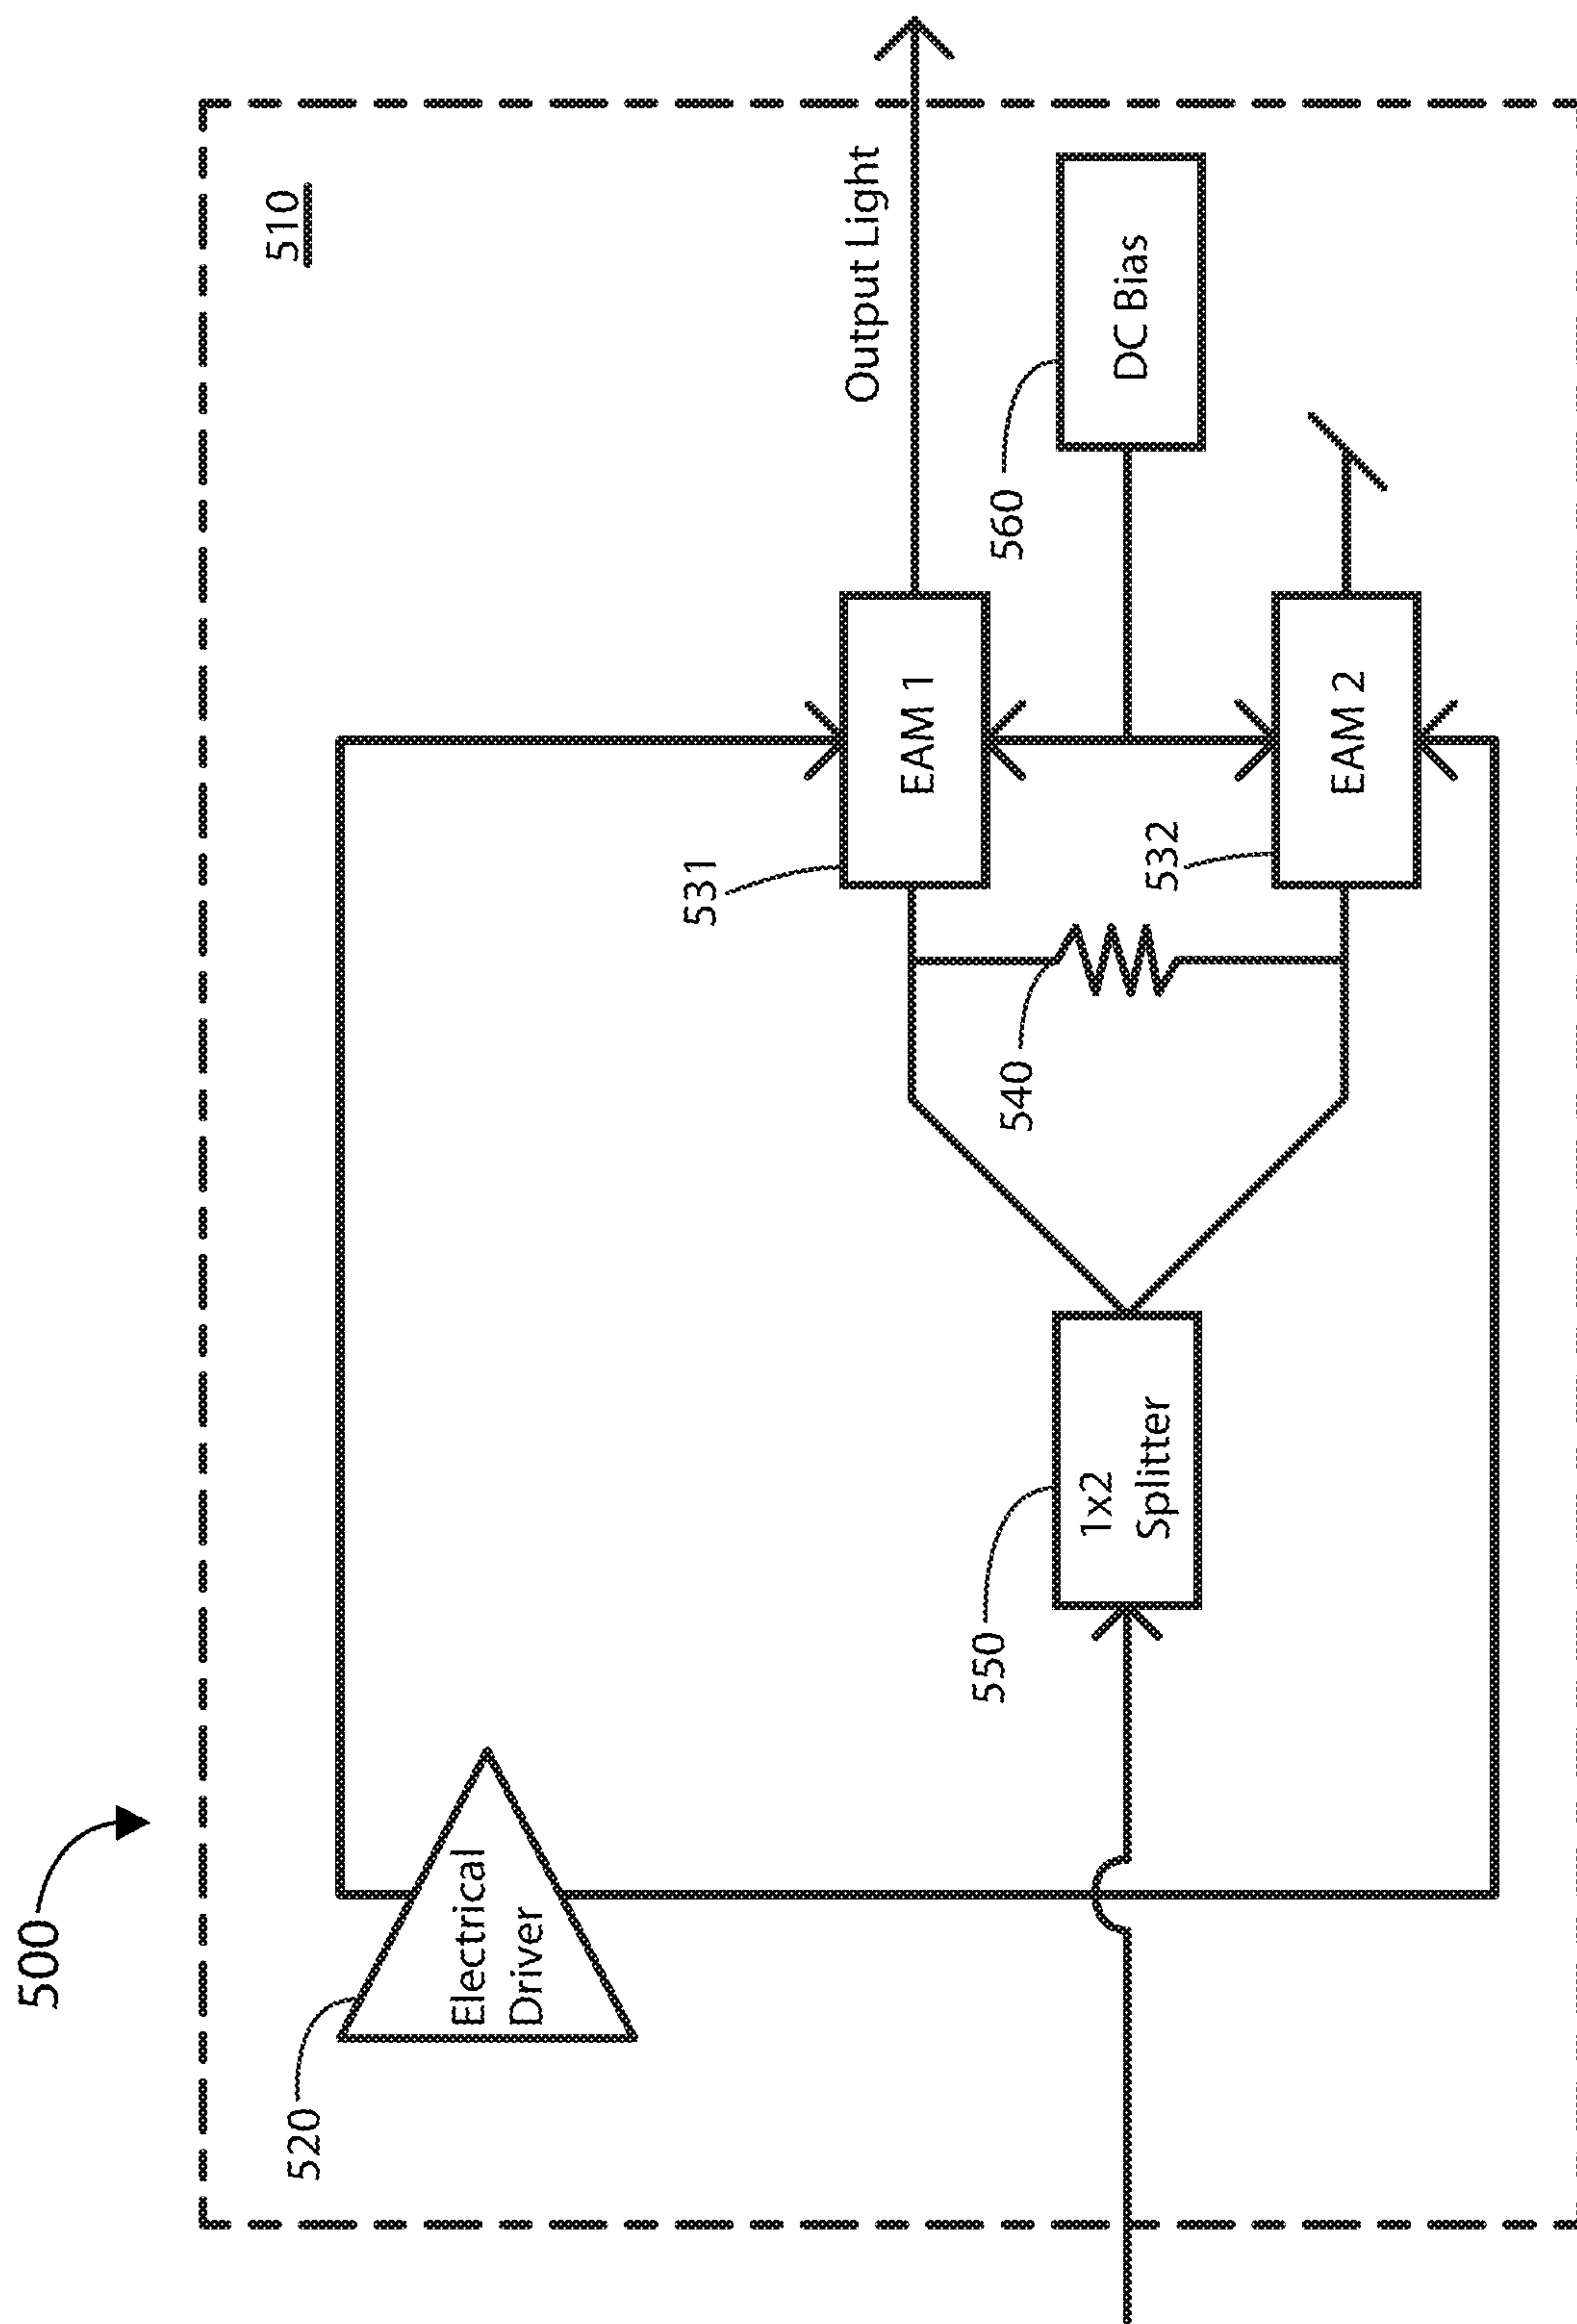 500
510
520
Electrical
Driver
531
EAM 1
Output Light
540
550
1x2
Splitter
560
DC Bias
532
EAM 2